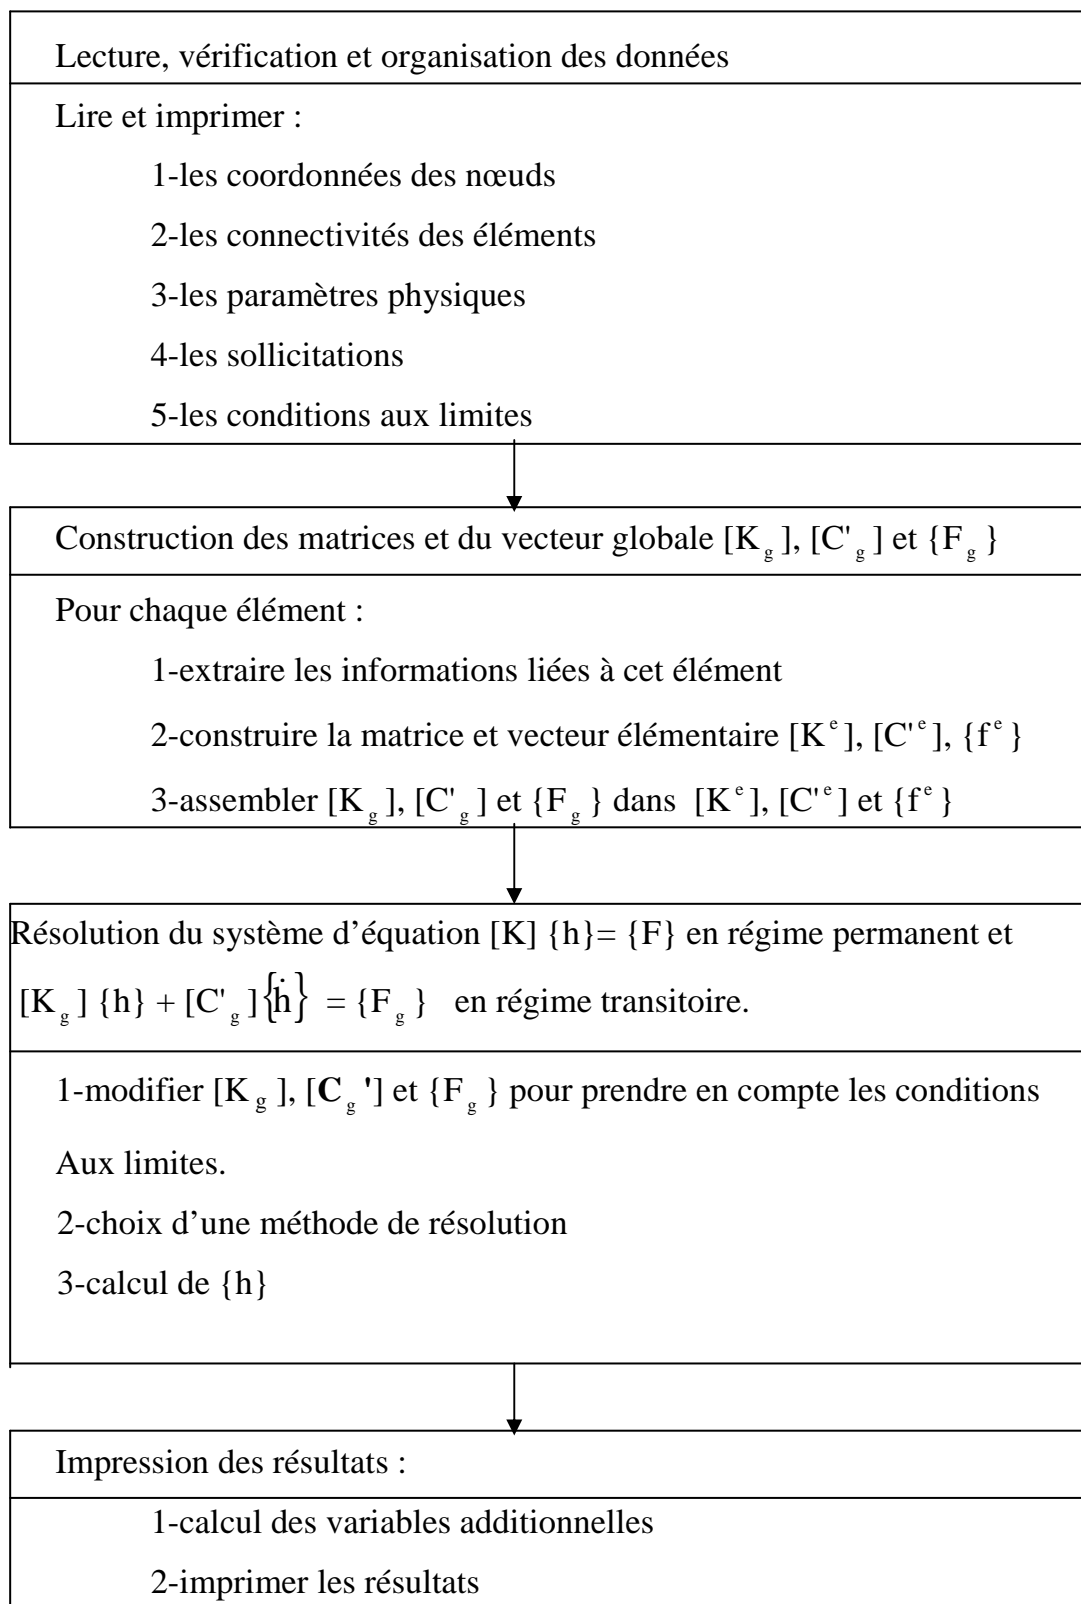 Lecture, vérification et organisation des données
Lire et imprimer :
1-les coordonnées des nœuds
2-les connectivités des éléments
3-les paramètres physiques
4-les sollicitations
5-les conditions aux limites
Construction des matrices et du vecteur globale [K_g], [C'_g] et {F_g}
Pour chaque élément :
1-extraire les informations liées à cet élément
2-construire la matrice et vecteur élémentaire [K^e], [C'^e], {f^e}
3-assembler [K_g], [C'_g] et {F_g} dans [K^e], [C'^e] et {f^e}
Résolution du système d’équation [K] {h}= {F} en régime permanent et
[K_g] {h} + [C'_g]{ḣ} = {F_g} en régime transitoire.
1-modifier [K_g], [C_g'] et {F_g} pour prendre en compte les conditions
Aux limites.
2-choix d’une méthode de résolution
3-calcul de {h}
Impression des résultats :
1-calcul des variables additionnelles
2-imprimer les résultats